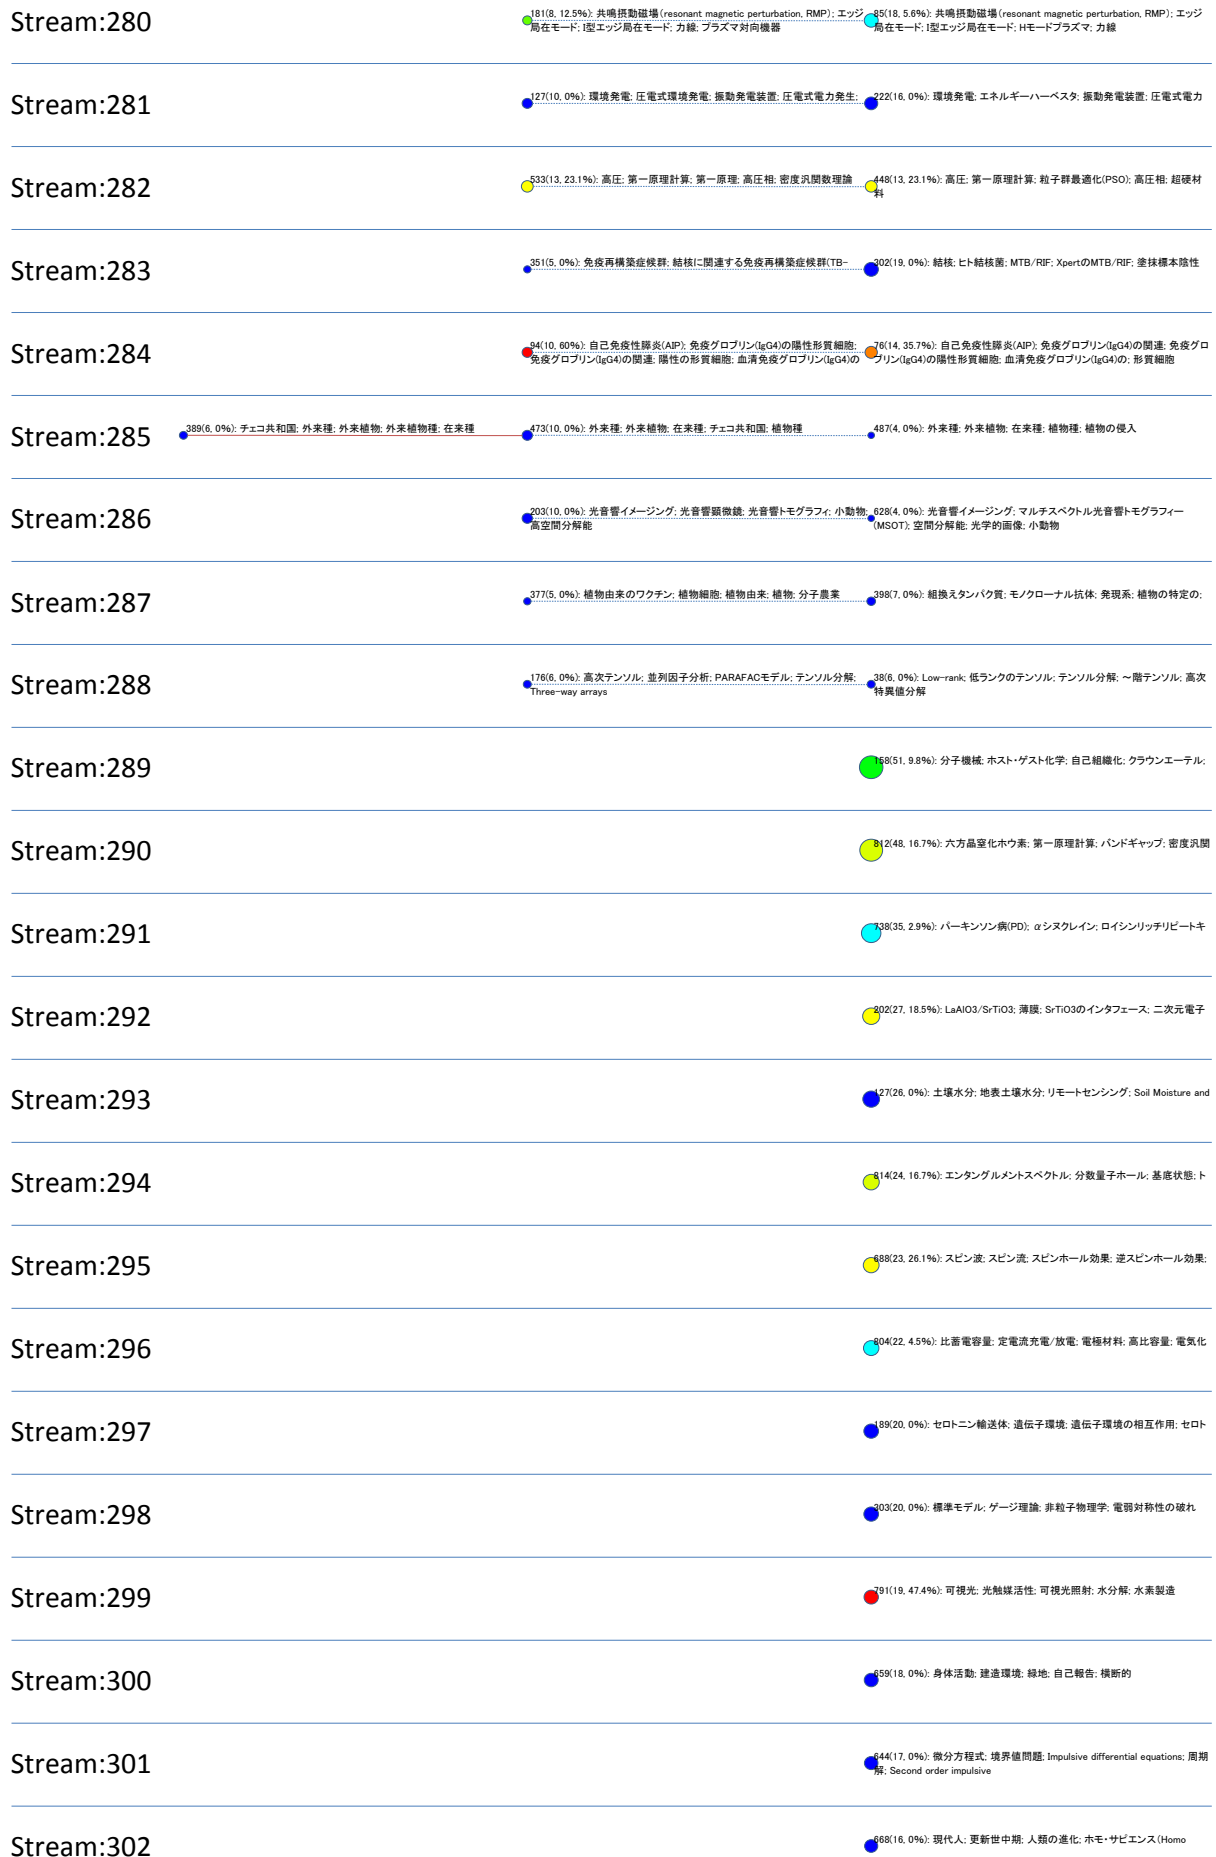 Stream:280
181(8, 12.5%): 共鳴摂動磁場(resonant magnetic perturbation, RMP); エッジ
局在モード; I型エッジ局在モード; 力線; プラズマ対向機器
85(18, 5.6%): 共鳴摂動磁場(resonant magnetic perturbation, RMP); エッジ
局在モード; I型エッジ局在モード; Hモードプラズマ; 力線
Stream:281
127(10, 0%): 環境発電; 圧電式環境発電; 振動発電装置; 圧電式電力発生;
222(16, 0%): 環境発電; エネルギーハーベスタ; 振動発電装置; 圧電式電力
Stream:282
533(13, 23.1%): 高圧; 第一原理計算; 第一原理; 高圧相; 密度汎関数理論
448(13, 23.1%): 高圧; 第一原理計算; 粒子群最適化(PSO); 高圧相; 超硬材
料
Stream:283
351(5, 0%): 免疫再構築症候群; 結核に関連する免疫再構築症候群(TB-
302(19, 0%): 結核; ヒト結核菌; MTB/RIF; XpertのMTB/RIF; 塗抹標本陰性
Stream:284
94(10, 60%): 自己免疫性膵炎(AIP); 免疫グロブリン(IgG4)の陽性形質細胞;
免疫グロブリン(IgG4)の関連; 陽性の形質細胞; 血清免疫グロブリン(IgG4)の
76(14, 35.7%): 自己免疫性膵炎(AIP); 免疫グロブリン(IgG4)の関連; 免疫グロ
ブリン(IgG4)の陽性形質細胞; 血清免疫グロブリン(IgG4)の; 形質細胞
Stream:285
389(6, 0%): チェコ共和国; 外来種; 外来植物; 外来植物種; 在来種
473(10, 0%): 外来種; 外来植物; 在来種; チェコ共和国; 植物種
487(4, 0%): 外来種; 外来植物; 在来種; 植物種; 植物の侵入
Stream:286
203(10, 0%): 光音響イメージング; 光音響顕微鏡; 光音響トモグラフィ; 小動物;
高空間分解能
628(4, 0%): 光音響イメージング; マルチスペクトル光音響トモグラフィー
(MSOT); 空間分解能; 光学的画像; 小動物
Stream:287
377(5, 0%): 植物由来のワクチン; 植物細胞; 植物由来; 植物; 分子農業
398(7, 0%): 組換えタンパク質; モノクローナル抗体; 発現系; 植物の特定の;
Stream:288
176(6, 0%): 高次テンソル; 並列因子分析; PARAFACモデル; テンソル分解;
Three-way arrays
38(6, 0%): Low-rank; 低ランクのテンソル; テンソル分解; ～階テンソル; 高次
特異値分解
Stream:289
158(51, 9.8%): 分子機械; ホスト・ゲスト化学; 自己組織化; クラウンエーテル;
Stream:290
812(48, 16.7%): 六方晶窒化ホウ素; 第一原理計算; バンドギャップ; 密度汎関
Stream:291
738(35, 2.9%): パーキンソン病(PD); αシヌクレイン; ロイシンリッチリピートキ
Stream:292
202(27, 18.5%): LaAlO3/SrTiO3; 薄膜; SrTiO3のインタフェース; 二次元電子
Stream:293
127(26, 0%): 土壌水分; 地表土壌水分; リモートセンシング; Soil Moisture and
Stream:294
814(24, 16.7%): エンタングルメントスペクトル; 分数量子ホール; 基底状態; ト
Stream:295
688(23, 26.1%): スピン波; スピン流; スピンホール効果; 逆スピンホール効果;
Stream:296
804(22, 4.5%): 比蓄電容量; 定電流充電/放電; 電極材料; 高比容量; 電気化
Stream:297
189(20, 0%): セロトニン輸送体; 遺伝子環境; 遺伝子環境の相互作用; セロト
Stream:298
303(20, 0%): 標準モデル; ゲージ理論; 非粒子物理学; 電弱対称性の破れ
Stream:299
791(19, 47.4%): 可視光; 光触媒活性; 可視光照射; 水分解; 水素製造
Stream:300
659(18, 0%): 身体活動; 建造環境; 緑地; 自己報告; 横断的
Stream:301
644(17, 0%): 微分方程式; 境界値問題; Impulsive differential equations; 周期
解; Second order impulsive
Stream:302
668(16, 0%): 現代人; 更新世中期; 人類の進化; ホモ・サピエンス(Homo